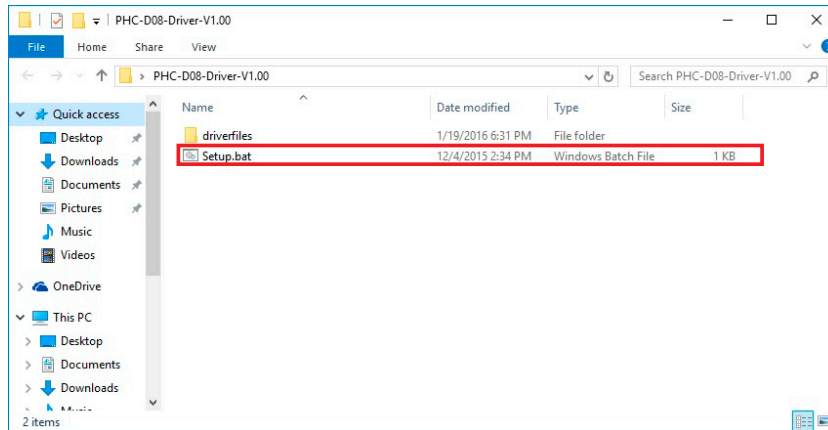 PHC-D08-Driver-V1.00
File Home Share View
PHC-D08-Driver-V1.00 Search PHC-D08-Driver-V1.00
Name Date modified Type Size
Quick access
Desktop
Downloads
Documents
Pictures
Music
Videos
OneDrive
This PC
Desktop
Documents
Downloads
Music
driverfiles 1/19/2016 6:31 PM File folder
Setup.bat 12/4/2015 2:34 PM Windows Batch File 1 KB
2 items